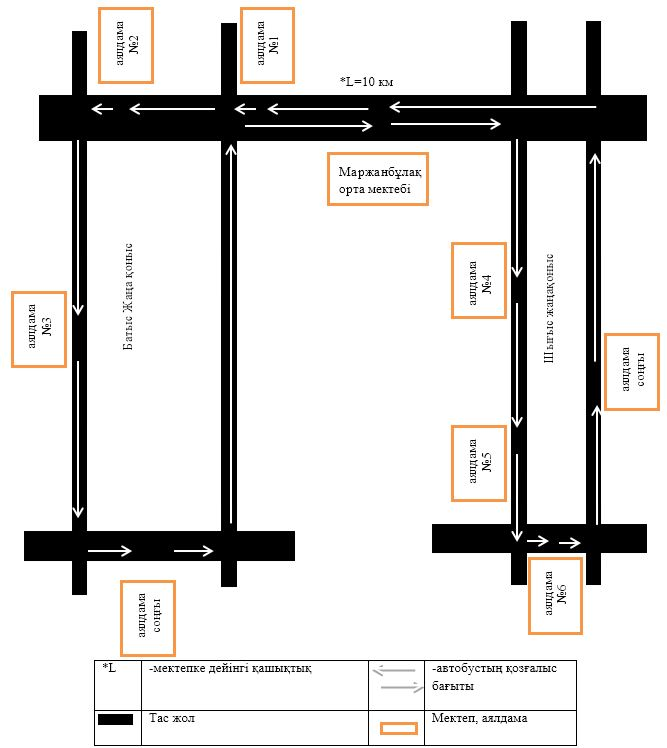 аялдама
№2
аялдама
№1
*L=10 км
Маржанбұлақ
орта мектебі
аялдама
№3
Батыс Жаңа қоныс
аялдама
№4
Шығыс жаңақоныс
аялдама
соңғы
аялдама
№5
аялдама
соңғы
аялдама
№6
*L -мектепке дейінгі қашықтық -автобустың қозғалыс
бағыты
Тас жол Мектеп, аялдама